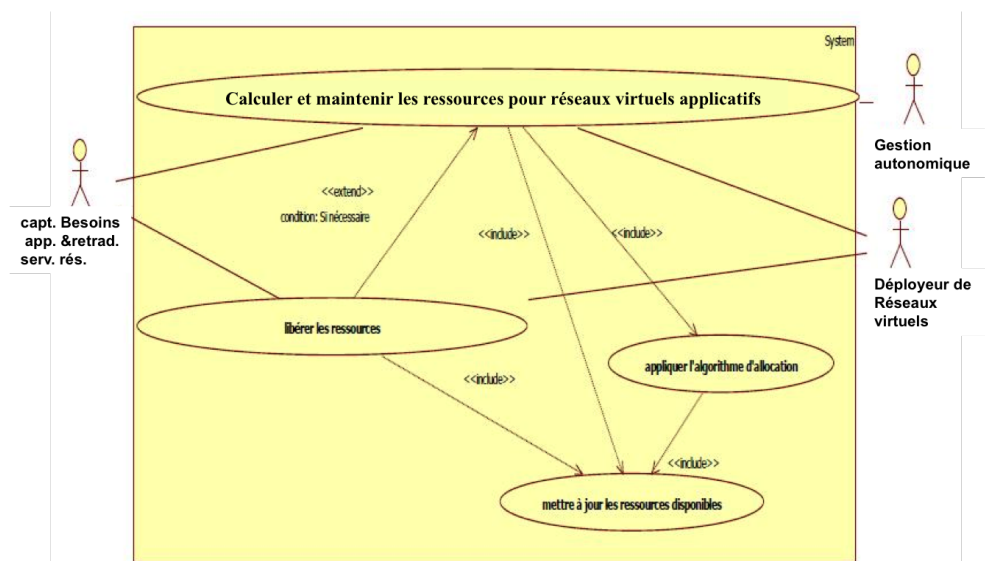 System
Calculer et maintenir les ressources pour réseaux virtuels applicatifs
Gestion
autonomique
capt. Besoins
app. &retrad.
serv. rés.
<<extend>>
condition: Si nécessaire
<<include>>
<<include>>
Déployeur de
Réseaux
virtuels
libérer les ressources
appliquer l'algorithme d'allocation
<<include>>
<<include>>
mettre à jour les ressources disponibles